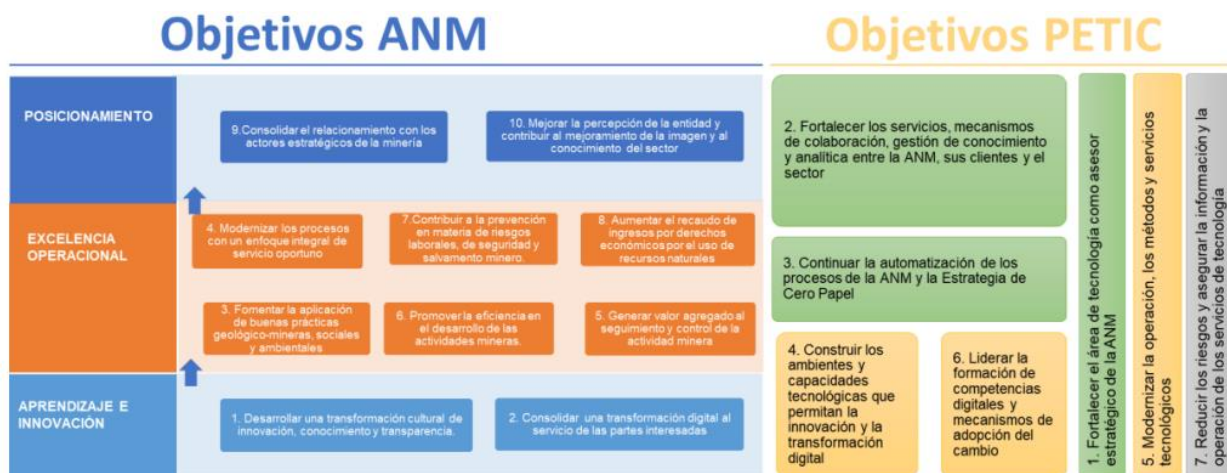 Objetivos ANM
Objetivos PETIC
POSICIONAMIENTO
9.Consolidar el relacionamiento con los
actores estratégicos de la minería
10. Mejorar la percepción de la entidad y
contribuir al mejoramiento de la imagen y al
conocimiento del sector
EXCELENCIA
OPERACIONAL
4. Modernizar los procesos
con un enfoque integral de
servicio oportuno
7.Contribuir a la prevención
en materia de riesgos
laborales, de seguridad y
salvamento minero.
8. Aumentar el recaudo de
ingresos por derechos
económicos por el uso de
recursos naturales
3. Fomentar la aplicación
de buenas prácticas
geológico-mineras, sociales
y ambientales
6. Promover la eficiencia en
el desarrollo de las
actividades mineras.
5. Generar valor agregado al
seguimiento y control de la
actividad minera
APRENDIZAJE E
INNOVACIÓN
1. Desarrollar una transformación cultural de
innovación, conocimiento y transparencia.
2. Consolidar una transformación digital al
servicio de las partes interesadas
2. Fortalecer los servicios, mecanismos
de colaboración, gestión de conocimiento
y analítica entre la ANM, sus clientes y el
sector
3. Continuar la automatización de los
procesos de la ANM y la Estrategia de
Cero Papel
4. Construir los
ambientes y
capacidades
tecnológicas que
permitan la
innovación y la
transformación
digital
6. Liderar la
formación de
competencias
digitales y
mecanismos de
adopción del
cambio
1. Fortalecer el área de tecnología como asesor
estratégico de la ANM
5. Modernizar la operación, los métodos y servicios
tecnológicos
7. Reducir los riesgos y asegurar la información y la
operación de los servicios de tecnología